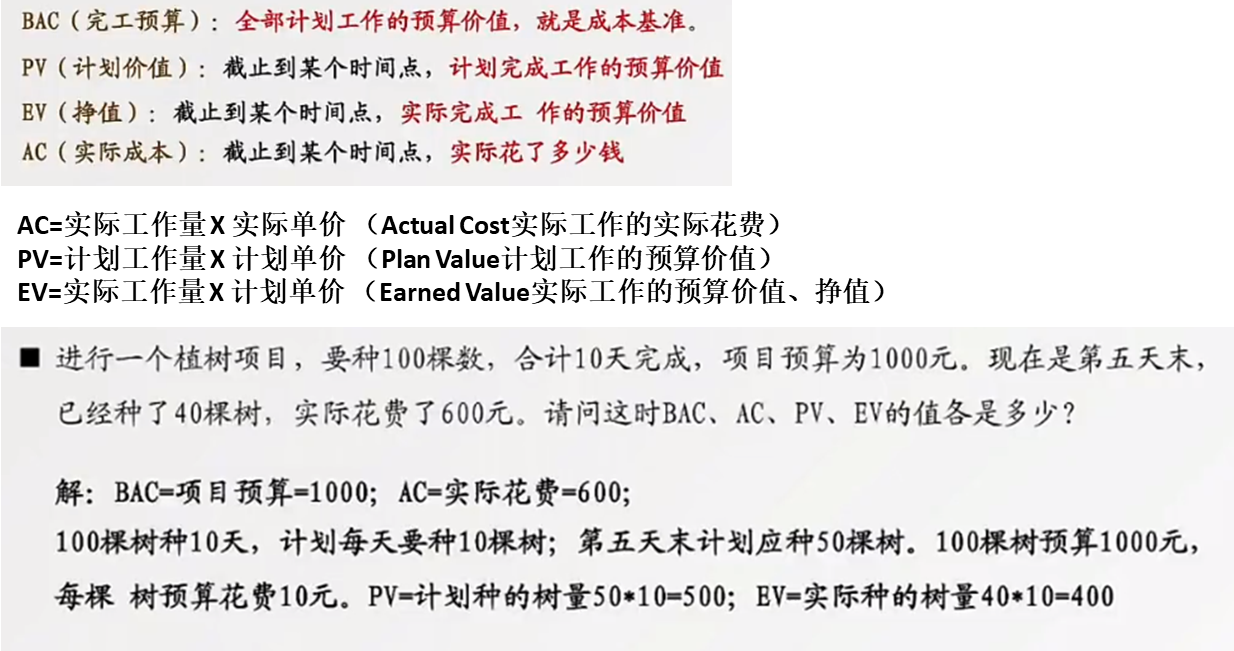 BAC（完工预算）：全部计划工作的预算价值，就是成本基准。
PV（计划价值）：截止到某个时间点，计划完成工作的预算价值
EV（挣值）：截止到某个时间点，实际完成工 作的预算价值
AC（实际成本）：截止到某个时间点，实际花了多少钱
AC=实际工作量X 实际单价 （Actual Cost实际工作的实际花费）
PV=计划工作量X 计划单价 （Plan Value计划工作的预算价值）
EV=实际工作量X 计划单价 （Earned Value实际工作的预算价值、挣值）
■ 进行一个植树项目，要种100棵数，合计10天完成，项目预算为1000元。现在是第五天末，
已经种了40棵树，实际花费了600元。请问这时BAC、AC、PV、EV的值各是多少？
解：BAC=项目预算=1000；AC=实际花费=600;
100棵树种10天，计划每天要种10棵树；第五天末计划应种50棵树。100棵树预算1000元，
每棵 树预算花费10元。PV=计划种的树量50*10=500；EV=实际种的树量40*10=400